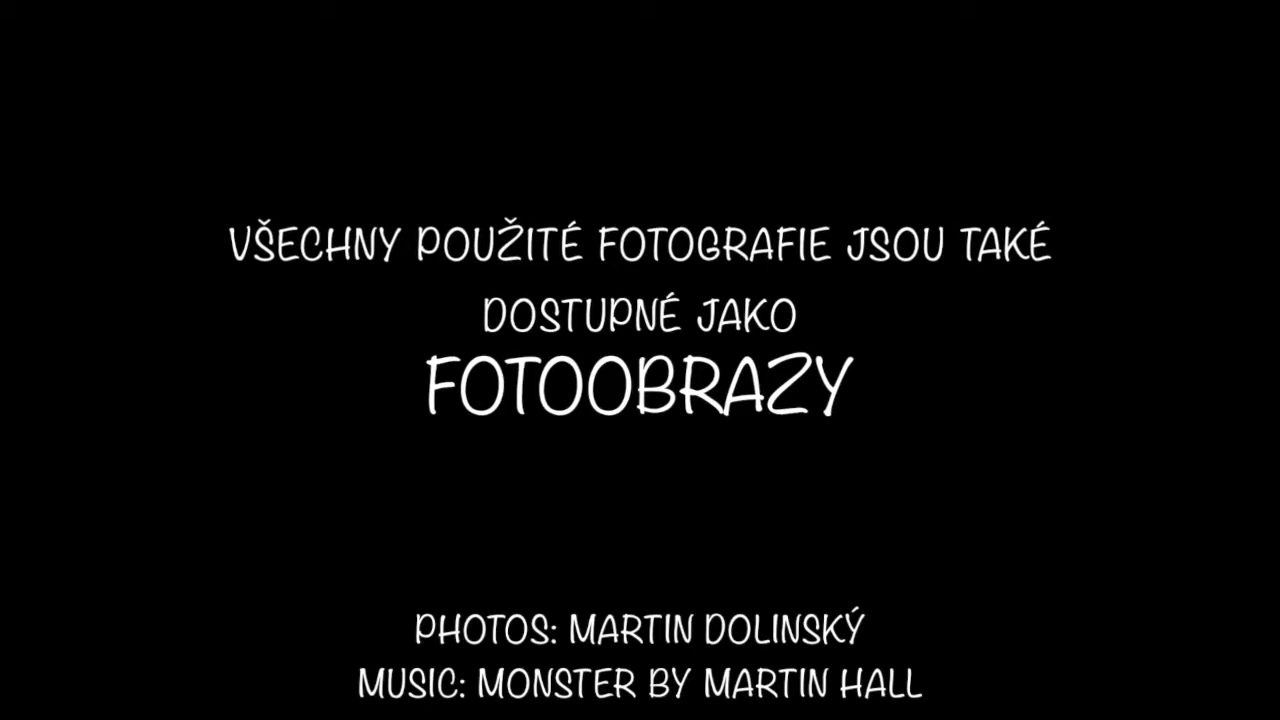 VŠECHNY POUŽITÉ FOTOGRAFIE JSOU TAKÉ
DOSTUPNÉ JAKO
FOTOOBRAZY
PHOTOS: MARTIN DOLINSKÝ
MUSIC: MONSTER BY MARTIN HALL